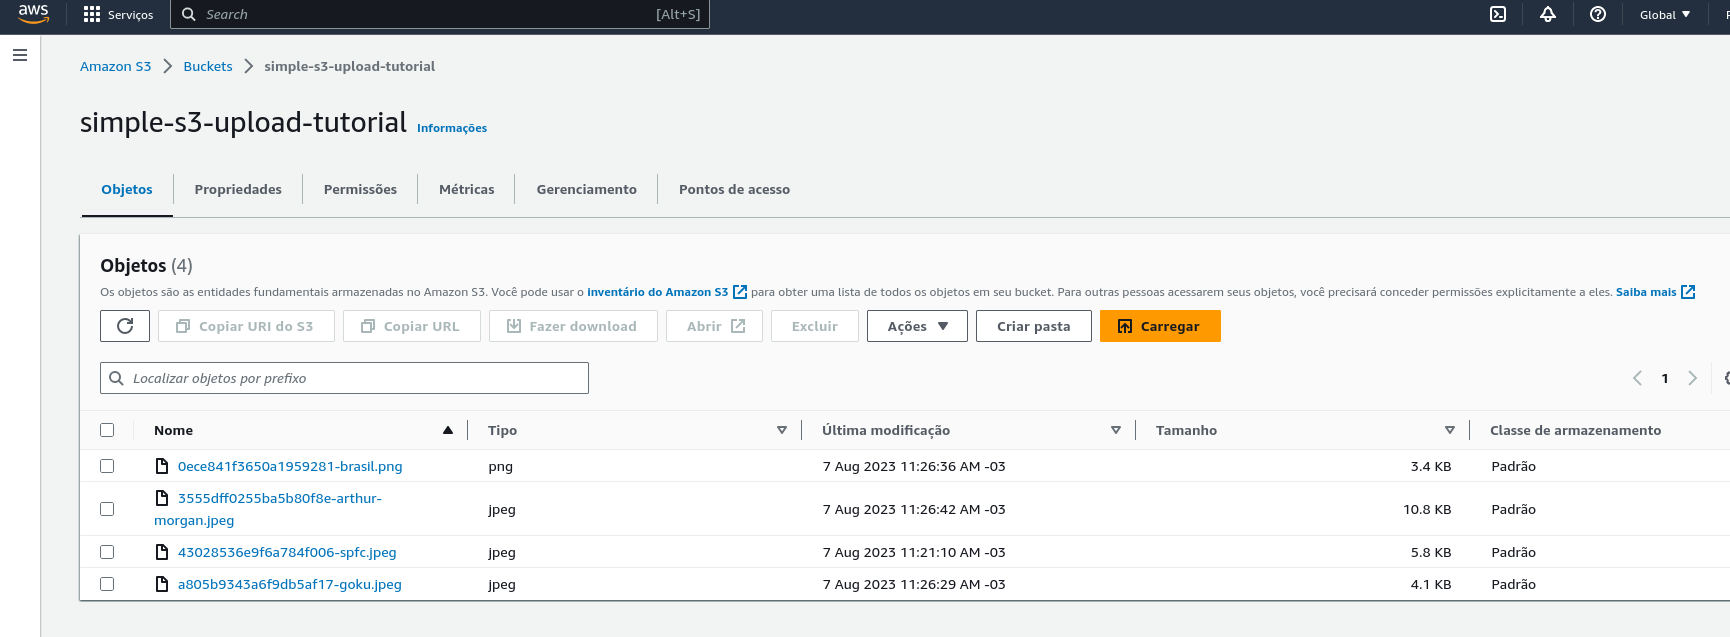 aws
Serviços
Search
[Alt+S]
Global
Amazon S3
Buckets
simple-s3-upload-tutorial
simple-s3-upload-tutorial Informações
Objetos
Propriedades
Permissões
Métricas
Gerenciamento
Pontos de acesso
Objetos (4)
Os objetos são as entidades fundamentais armazenadas no Amazon S3. Você pode usar o inventário do Amazon S3 para obter uma lista de todos os objetos em seu bucket. Para outras pessoas acessarem seus objetos, você precisará conceder permissões explicitamente a eles. Saiba mais
Copiar URI do S3
Copiar URL
Fazer download
Abrir
Excluir
Ações
Criar pasta
Carregar
Localizar objetos por prefixo
1
Nome Tipo Última modificação Tamanho Classe de armazenamento
0ece841f3650a1959281-brasil.png png 7 Aug 2023 11:26:36 AM -03 3.4 KB Padrão
3555dff0255ba5b80f8e-arthur-
morgan.jpeg jpeg 7 Aug 2023 11:26:42 AM -03 10.8 KB Padrão
43028536e9f6a784f006-spfc.jpeg jpeg 7 Aug 2023 11:21:10 AM -03 5.8 KB Padrão
a805b9343a6f9db5af17-goku.jpeg jpeg 7 Aug 2023 11:26:29 AM -03 4.1 KB Padrão